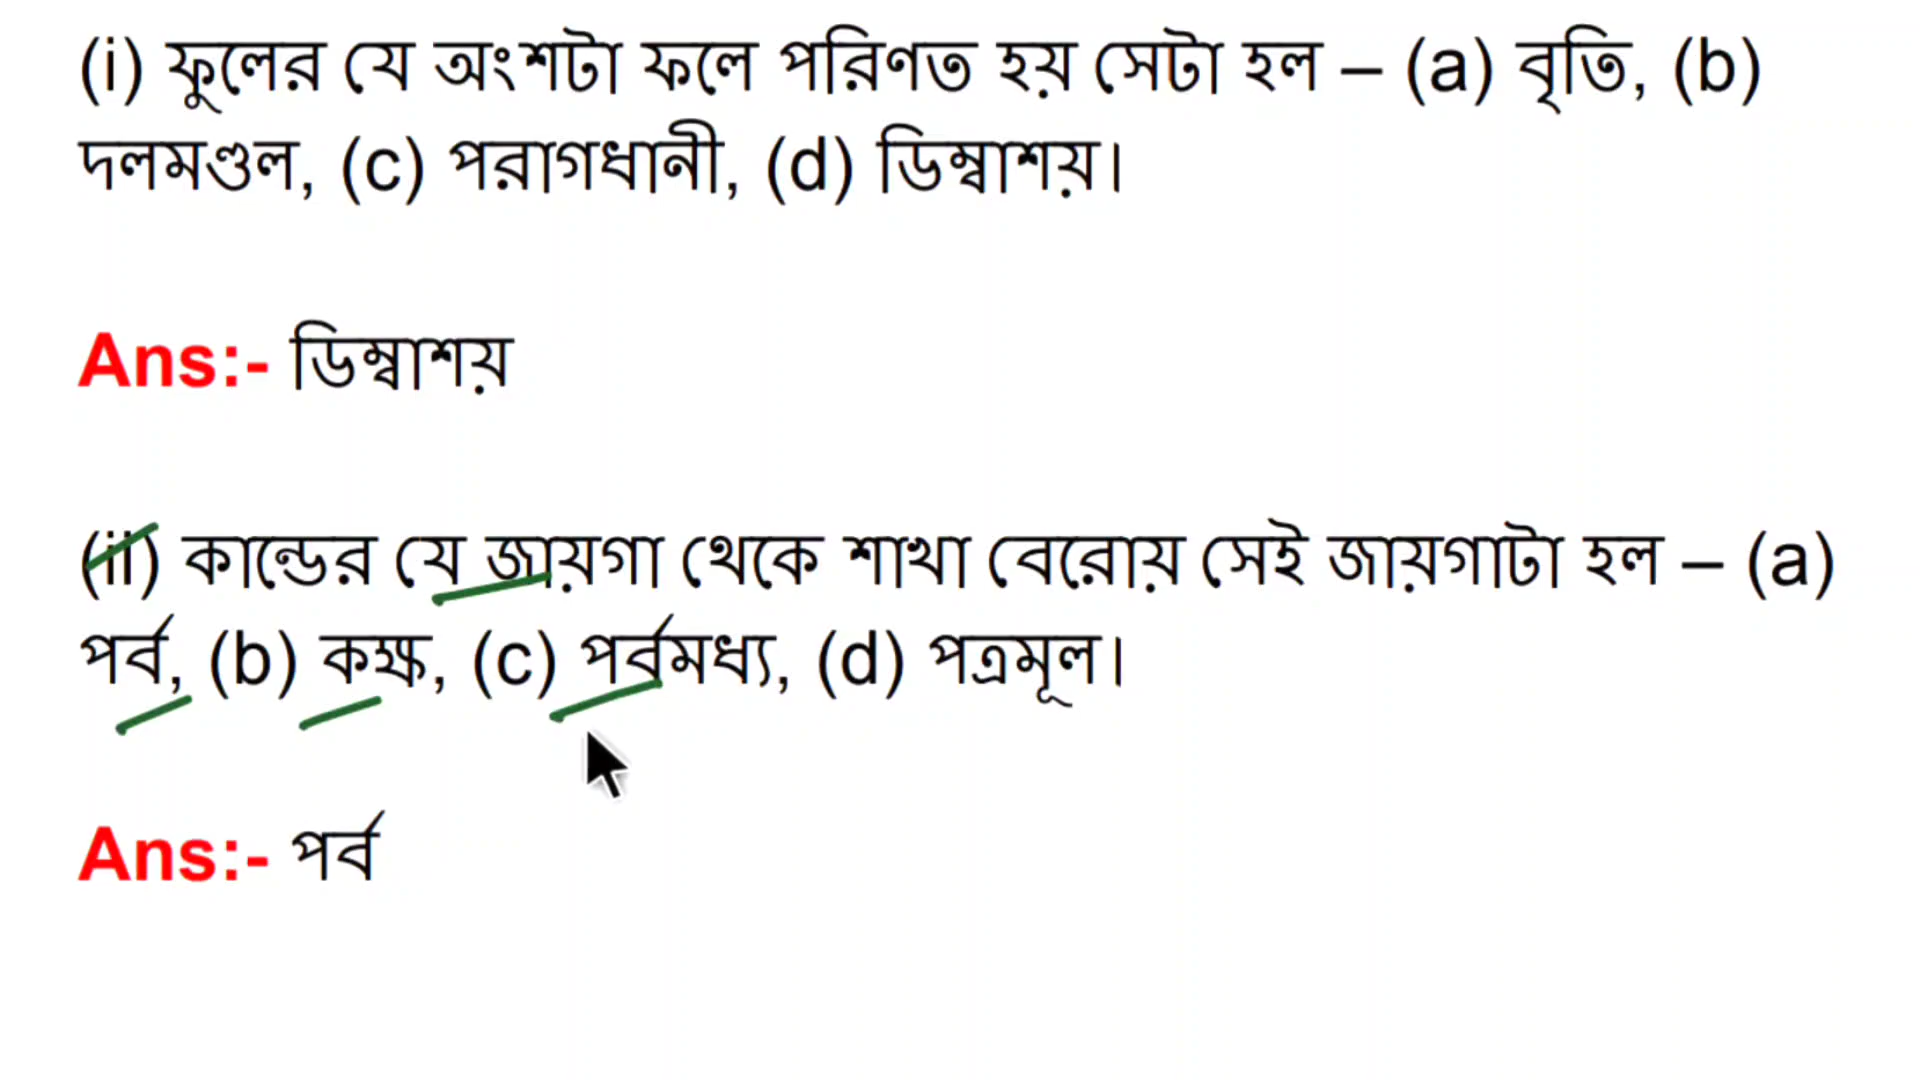 (i) ফুলের যে অংশটা ফলে পরিণত হয় সেটা হল – (a) বৃতি, (b)
দলমণ্ডল, (c) পরাগধানী, (d) ডিম্বাশয়।
Ans:- ডিম্বাশয়
(ii) কান্ডের যে জায়গা থেকে শাখা বেরোয় সেই জায়গাটা হল – (a)
পর্ব, (b) কক্ষ, (c) পর্বমধ্য, (d) পত্রমূল।
Ans:- পর্ব